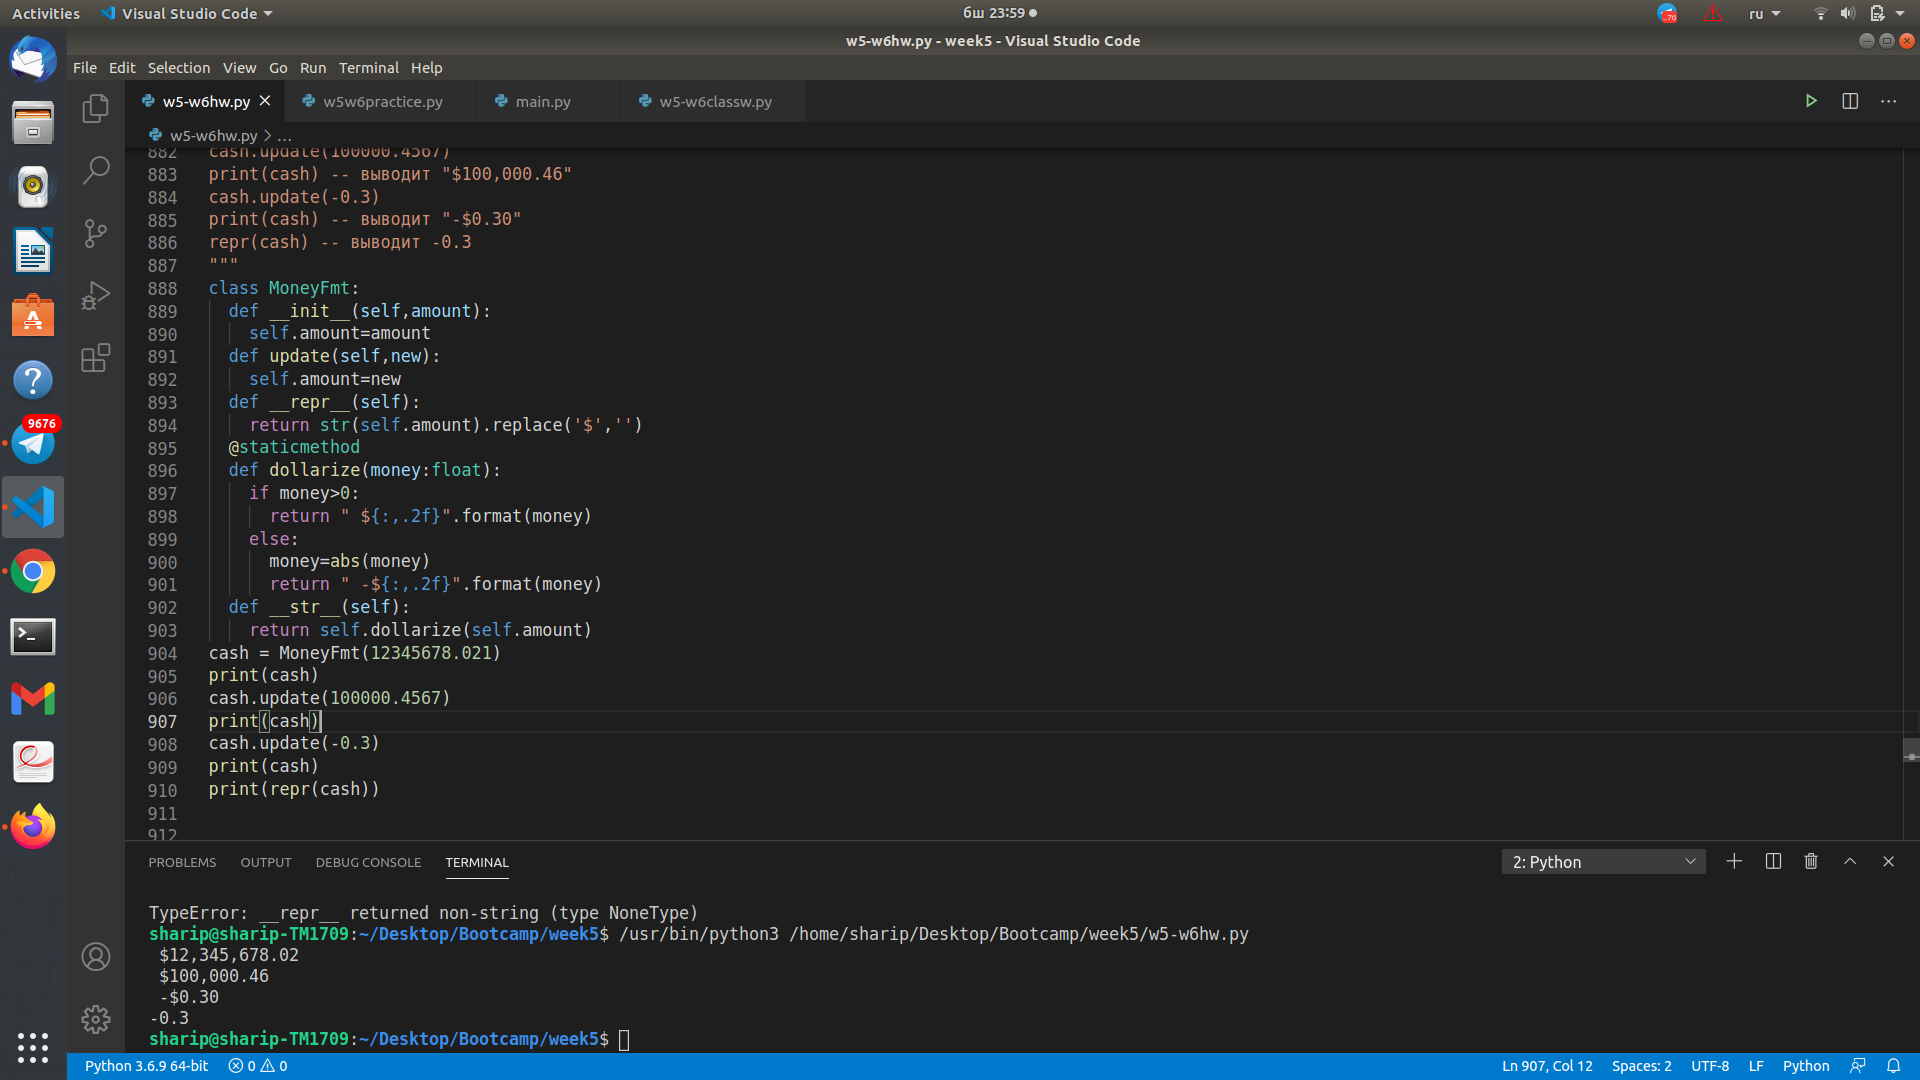 Activities
Visual Studio Code
бш 23:59
76
ru
w5-w6hw.py - week5 - Visual Studio Code
File Edit Selection View Go Run Terminal Help
w5-w6hw.py
w5w6practice.py
main.py
w5-w6classw.py
w5-w6hw.py > ...
882 cash.update(100000.4567)
883 print(cash) -- выводит "$100,000.46"
884 cash.update(-0.3)
885 print(cash) -- выводит "-$0.30"
886 repr(cash) -- выводит -0.3
887 """
888 class MoneyFmt:
889 def __init__(self,amount):
890 self.amount=amount
891 def update(self,new):
892 self.amount=new
893 def __repr__(self):
894 return str(self.amount).replace('$','')
895 @staticmethod
896 def dollarize(money:float):
897 if money>0:
898 return " ${:,.2f}".format(money)
899 else:
900 money=abs(money)
901 return " -${:,.2f}".format(money)
902 def __str__(self):
903 return self.dollarize(self.amount)
904 cash = MoneyFmt(12345678.021)
905 print(cash)
906 cash.update(100000.4567)
907 print(cash)
908 cash.update(-0.3)
909 print(cash)
910 print(repr(cash))
911
912
9676
PROBLEMS OUTPUT DEBUG CONSOLE TERMINAL
2: Python
TypeError: __repr__ returned non-string (type NoneType)
sharip@sharip-TM1709:~/Desktop/Bootcamp/week5$ /usr/bin/python3 /home/sharip/Desktop/Bootcamp/week5/w5-w6hw.py
$12,345,678.02
$100,000.46
-$0.30
-0.3
sharip@sharip-TM1709:~/Desktop/Bootcamp/week5$
Python 3.6.9 64-bit
0
0
Ln 907, Col 12
Spaces: 2
UTF-8
LF
Python